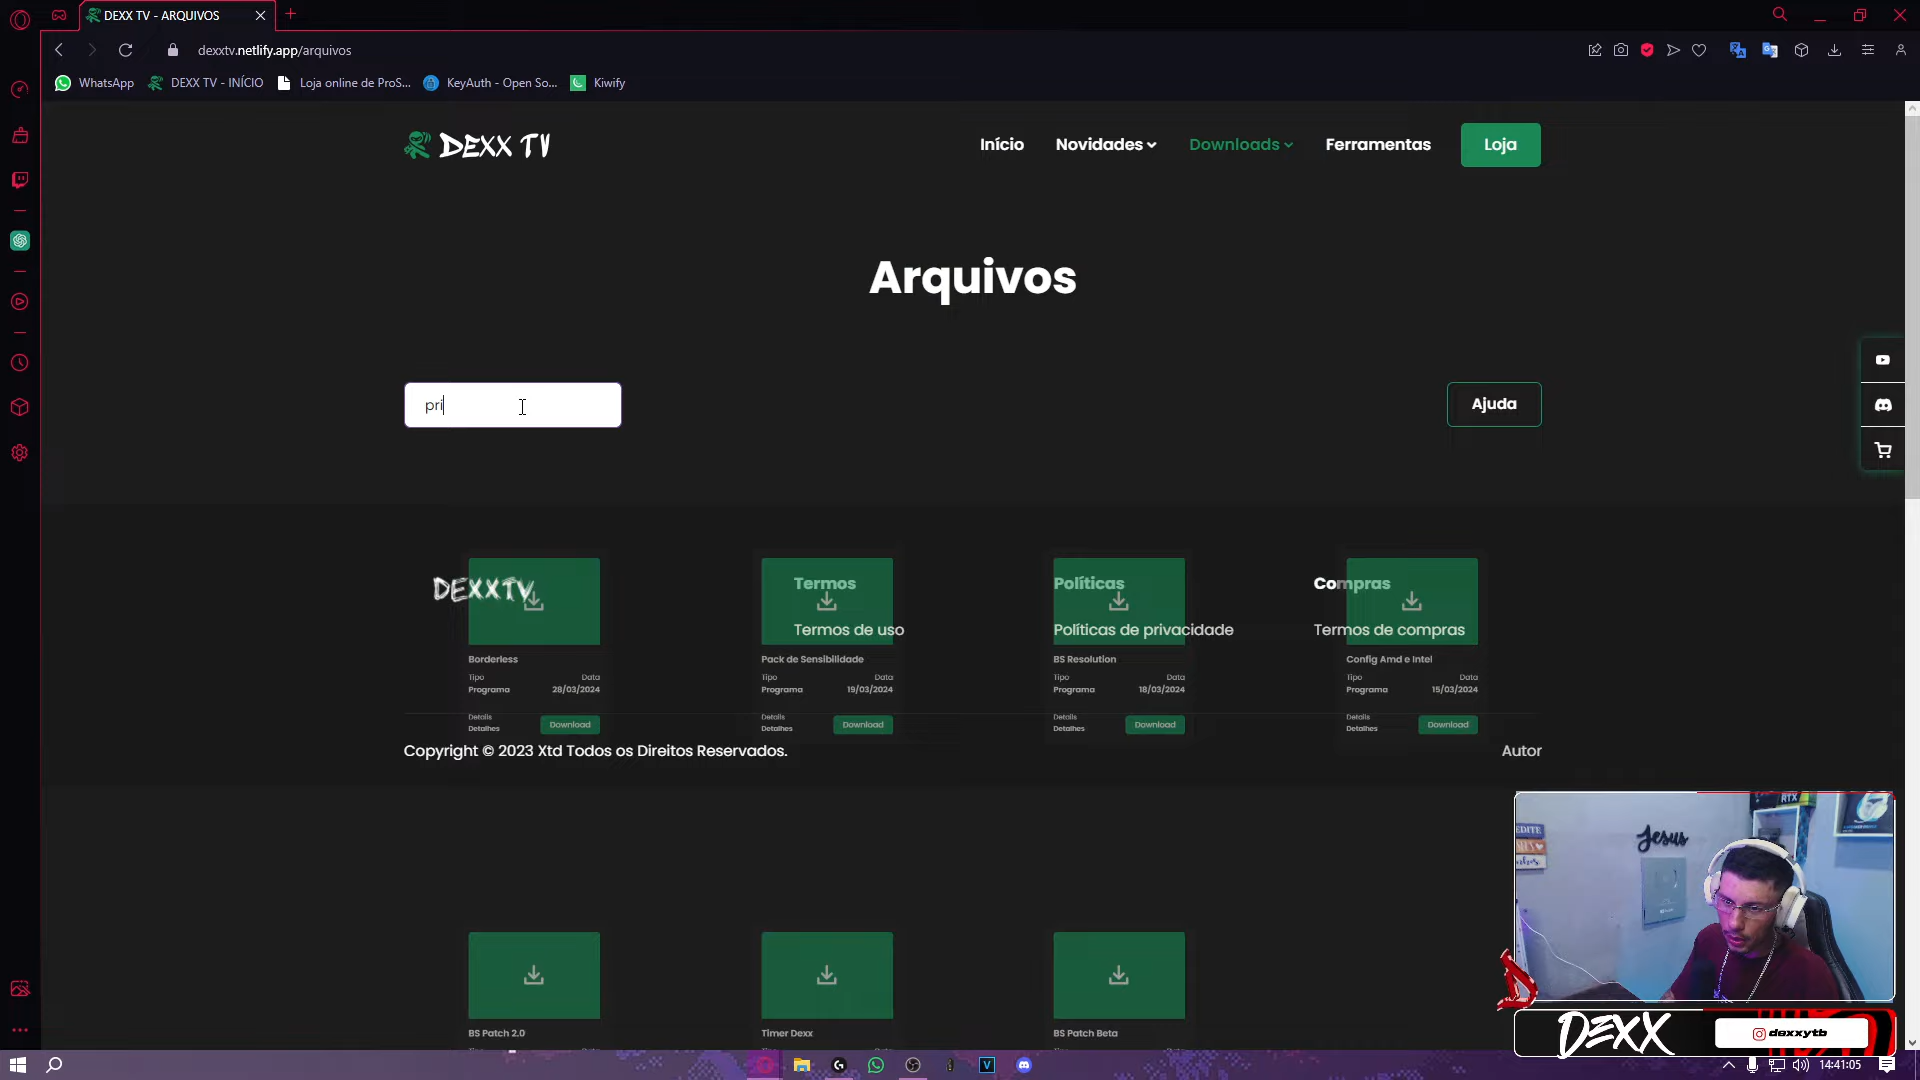 DEXX TV - ARQUIVOS
dexxtv.netlify.app/arquivos
WhatsApp
DEXX TV - INÍCIO
Loja online de ProS...
KeyAuth - Open So...
Kiwify
DEXX TV
Início
Novidades
Downloads
Ferramentas
Loja
Arquivos
pri
Ajuda
DEXXTV
Termos
Políticas
Compras
Termos de uso
Políticas de privacidade
Termos de compras
Borderless
Tipo Data
Programa 28/03/2024
Details
Detalhes
Download
Pack de Sensibilidade
Tipo Data
Programa 19/03/2024
Details
Detalhes
Download
BS Resolution
Tipo Data
Programa 18/03/2024
Details
Detalhes
Download
Config Amd e Intel
Tipo Data
Programa 15/03/2024
Details
Detalhes
Download
Copyright © 2023 Xtd Todos os Direitos Reservados.
Autor
BS Patch 2.0
Timer Dexx
BS Patch Beta
RTX
Jesus
DEXX
dexxytb
14:41:05